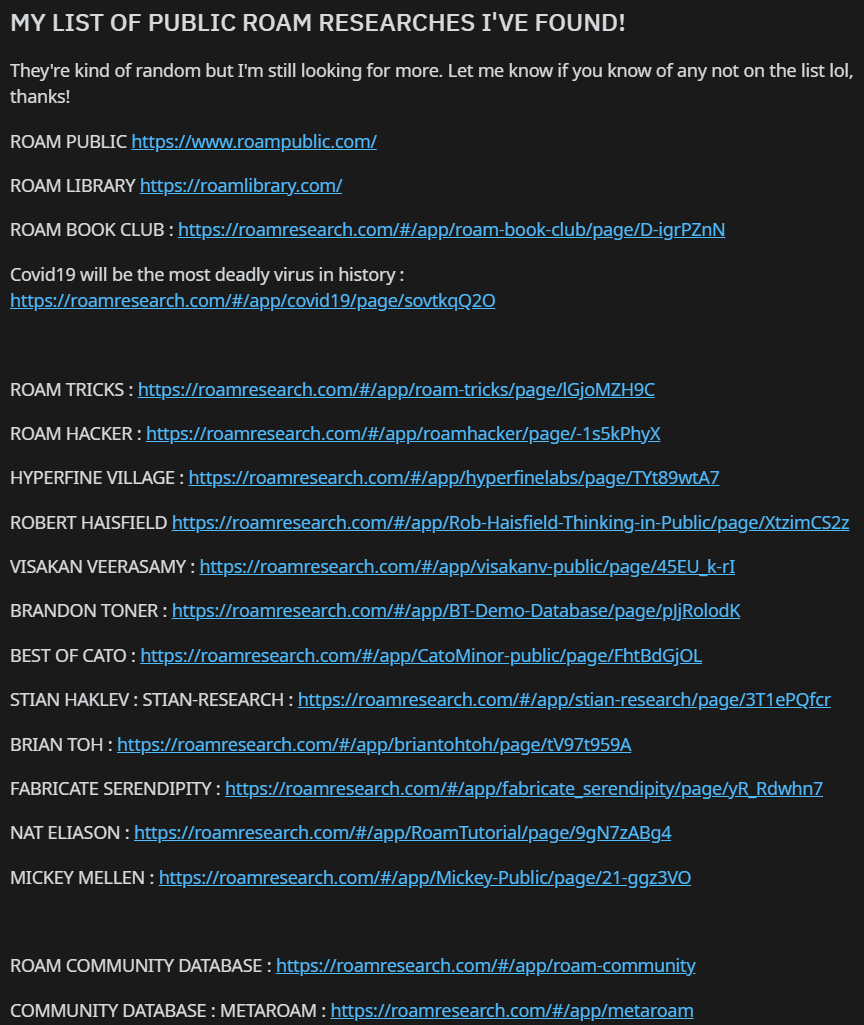 MY LIST OF PUBLIC ROAM RESEARCHES I'VE FOUND!
They're kind of random but I'm still looking for more. Let me know if you know of any not on the list lol,
thanks!
ROAM PUBLIC https://www.roampublic.com/
ROAM LIBRARY https://roamlibrary.com/
ROAM BOOK CLUB : https://roamresearch.com/#/app/roam-book-club/page/D-igrPZnN
Covid19 will be the most deadly virus in history :
https://roamresearch.com/#/app/covid19/page/sovtkqQ2O
ROAM TRICKS : https://roamresearch.com/#/app/roam-tricks/page/lGjoMZH9C
ROAM HACKER : https://roamresearch.com/#/app/roamhacker/page/-1s5kPhyX
HYPERFINE VILLAGE : https://roamresearch.com/#/app/hyperfinelabs/page/TYt89wtA7
ROBERT HAISFIELD https://roamresearch.com/#/app/Rob-Haisfield-Thinking-in-Public/page/XtzimCS2z
VISAKAN VEERASAMY : https://roamresearch.com/#/app/visakanv-public/page/45EU_k-rI
BRANDON TONER : https://roamresearch.com/#/app/BT-Demo-Database/page/pJjRolodK
BEST OF CATO : https://roamresearch.com/#/app/CatoMinor-public/page/FhtBdGjOL
STIAN HAKLEV : STIAN-RESEARCH : https://roamresearch.com/#/app/stian-research/page/3T1ePQfcr
BRIAN TOH : https://roamresearch.com/#/app/briantohtoh/page/tV97t959A
FABRICATE SERENDIPITY : https://roamresearch.com/#/app/fabricate_serendipity/page/yR_Rdwhn7
NAT ELIASON : https://roamresearch.com/#/app/RoamTutorial/page/9gN7zABg4
MICKEY MELLEN : https://roamresearch.com/#/app/Mickey-Public/page/21-ggz3VO
ROAM COMMUNITY DATABASE : https://roamresearch.com/#/app/roam-community
COMMUNITY DATABASE : METAROAM : https://roamresearch.com/#/app/metaroam